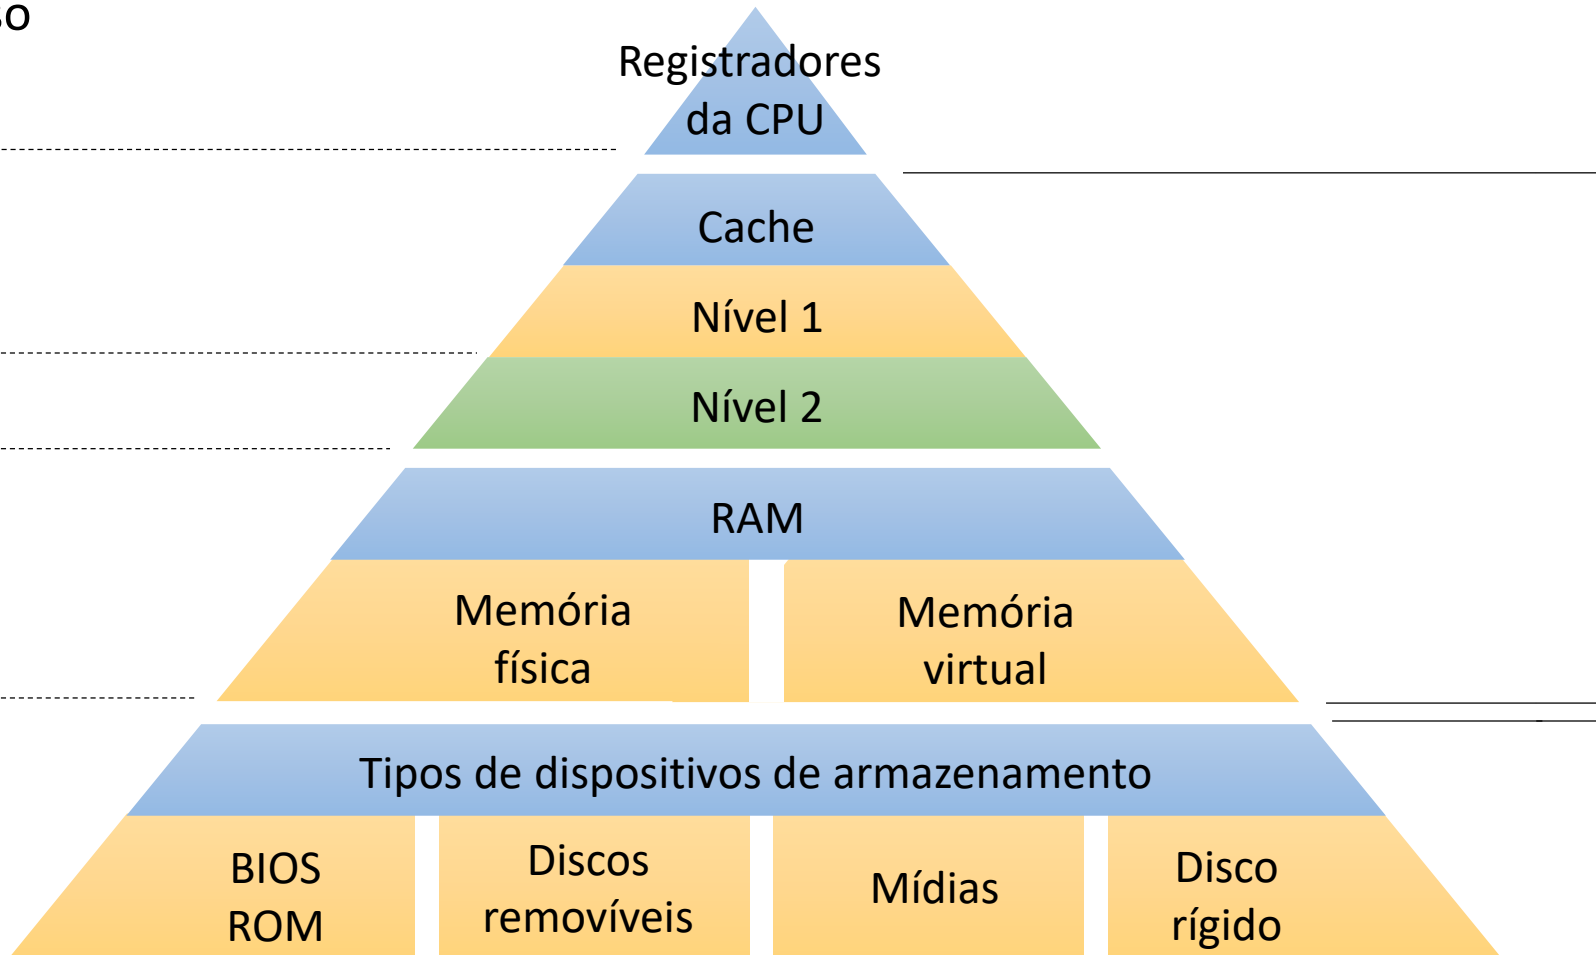 Registradores
da CPU
Cache
Nível 1
Nível 2
RAM
Memória
física
Memória
virtual
Tipos de dispositivos de armazenamento
BIOS
ROM
Discos
removíveis
Mídias
Disco
rígido